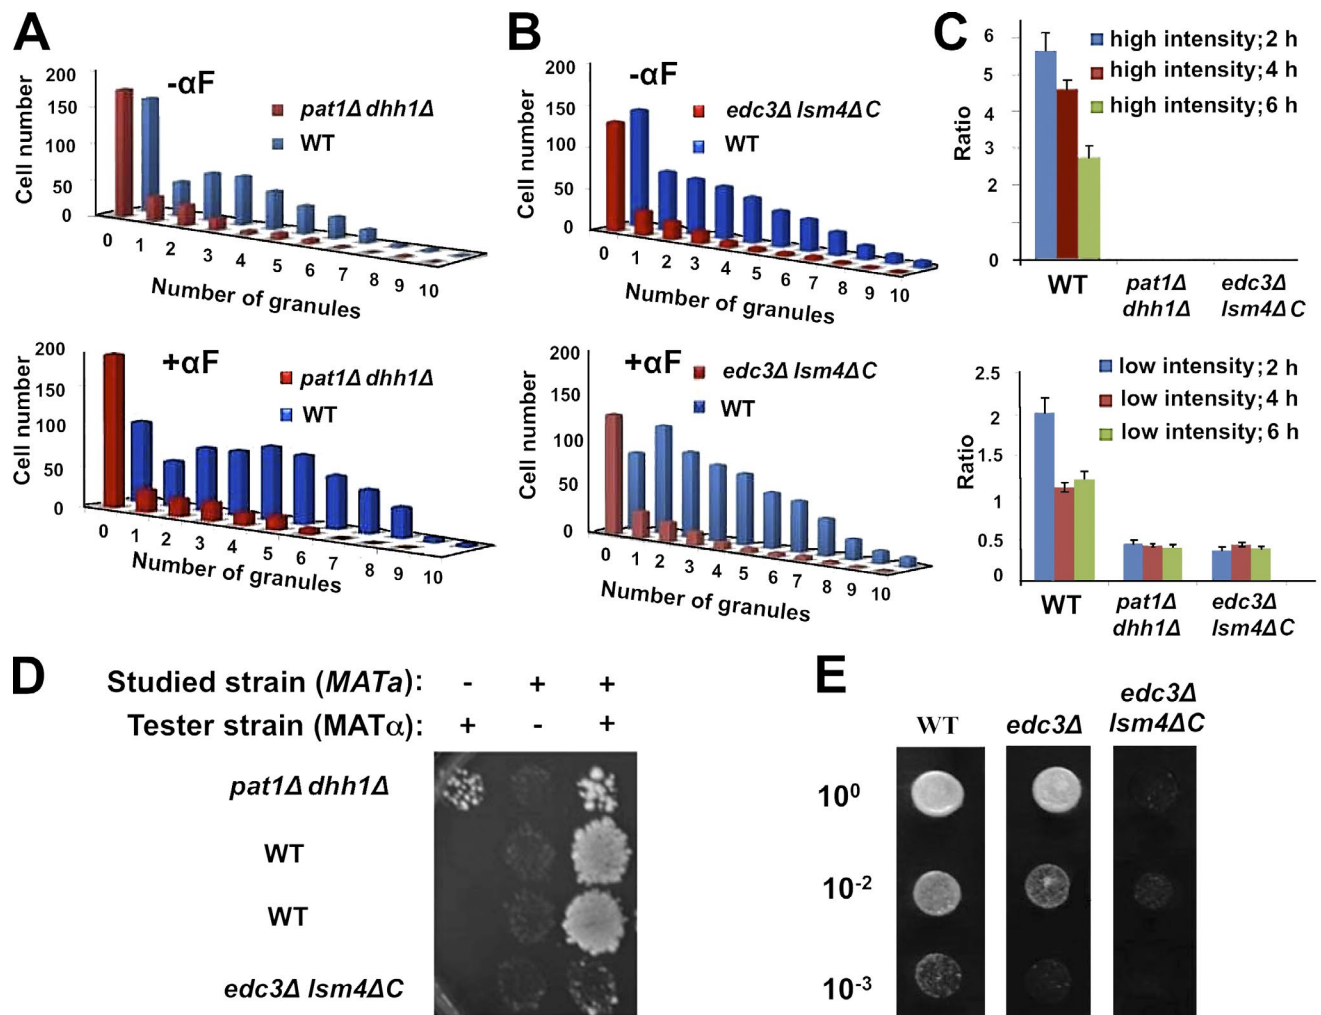 A
-αF
Cell number
200
150
100
50
0
pat1Δ dhh1Δ
WT
0 1 2 3 4 5 6 7 8 9 10
Number of granules
+αF
Cell number
200
150
100
50
0
pat1Δ dhh1Δ
WT
0 1 2 3 4 5 6 7 8 9 10
Number of granules
B
-αF
Cell number
200
150
100
50
0
edc3Δ lsm4ΔC
WT
0 1 2 3 4 5 6 7 8 9 10
Number of granules
+αF
Cell number
200
150
100
50
0
edc3Δ lsm4ΔC
WT
0 1 2 3 4 5 6 7 8 9 10
Number of granules
C
Ratio
6
5
4
3
2
0
high intensity; 2 h
high intensity; 4 h
high intensity; 6 h
WT
pat1Δ
dhh1Δ
edc3Δ
lsm4ΔC
Ratio
2.5
2
1.5
1
0.5
0
low intensity; 2 h
low intensity; 4 h
low intensity; 6 h
WT
pat1Δ
dhh1Δ
edc3Δ
lsm4ΔC
D
Studied strain (MATa): - + +
Tester strain (MATα): + - +
pat1Δ dhh1Δ
WT
WT
edc3Δ lsm4ΔC
E
WT
edc3Δ
edc3Δ
lsm4ΔC
10⁰
10⁻²
10⁻³